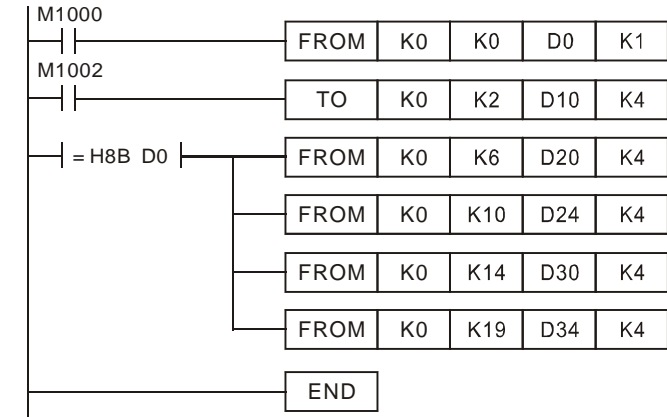 M1000
FROM K0 K0 D0 K1
M1002
TO K0 K2 D10 K4
= H8B D0 FROM K0 K6 D20 K4
FROM K0 K10 D24 K4
FROM K0 K14 D30 K4
FROM K0 K19 D34 K4
END